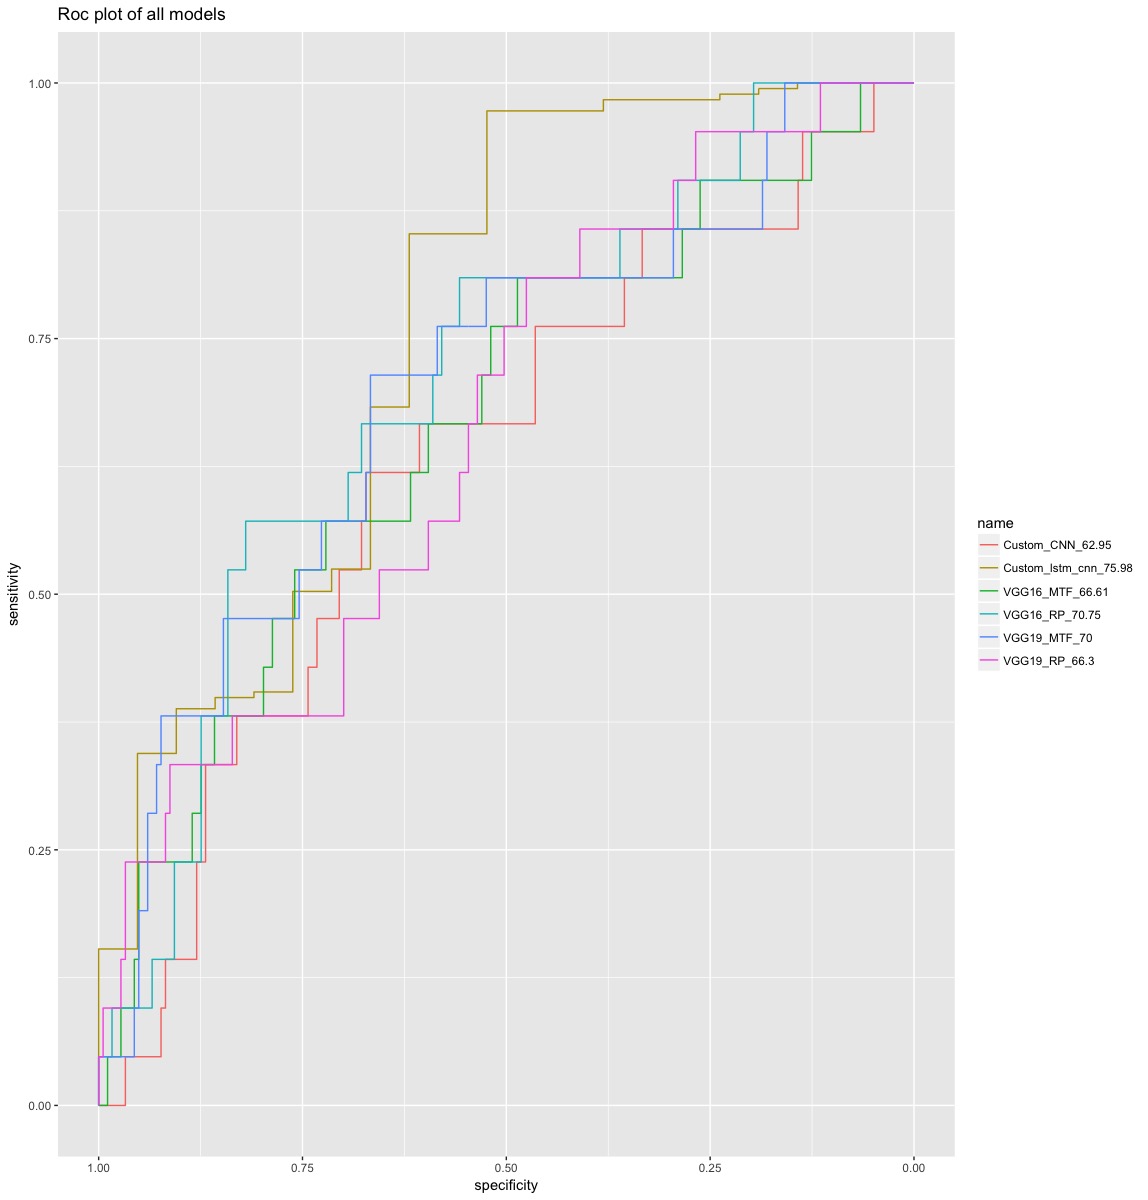 Roc plot of all models
1.00
0.75
0.50
0.25
0.00
sensitivity
1.00
0.75
0.50
0.25
0.00
specificity
name
Custom_CNN_62.95
Custom_lstm_cnn_75.98
VGG16_MTF_66.61
VGG16_RP_70.75
VGG19_MTF_70
VGG19_RP_66.3